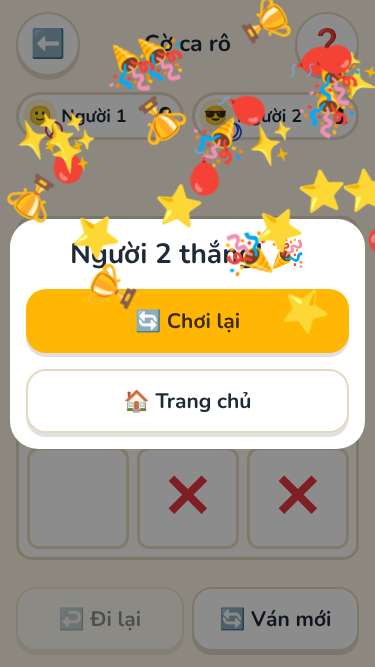 Cờ ca rô
Người 1
Người 2
Người 2 thắng
Chơi lại
Trang chủ
Đi lại
Ván mới